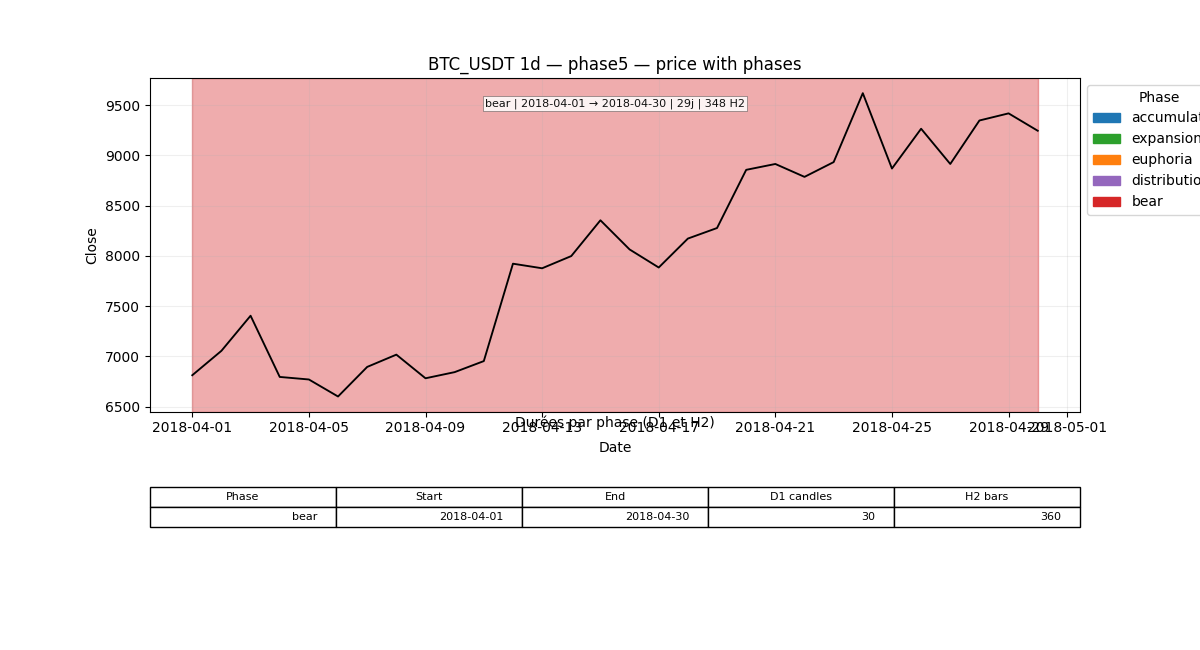 BTC_USDT 1d — phase5 — price with phases
bear | 2018-04-01 → 2018-04-30 | 29j | 348 H2
Close
9500
9000
8500
8000
7500
7000
6500
Phase
accumulat
expansion
euphoria
distributio
bear
2018-04-01 2018-04-05 2018-04-09 2018-04-13 2018-04-17 2018-04-21 2018-04-25 2018-04-29 2018-05-01
Durées par phase (D1 et H2)
Date
Phase Start End D1 candles H2 bars
bear 2018-04-01 2018-04-30 30 360